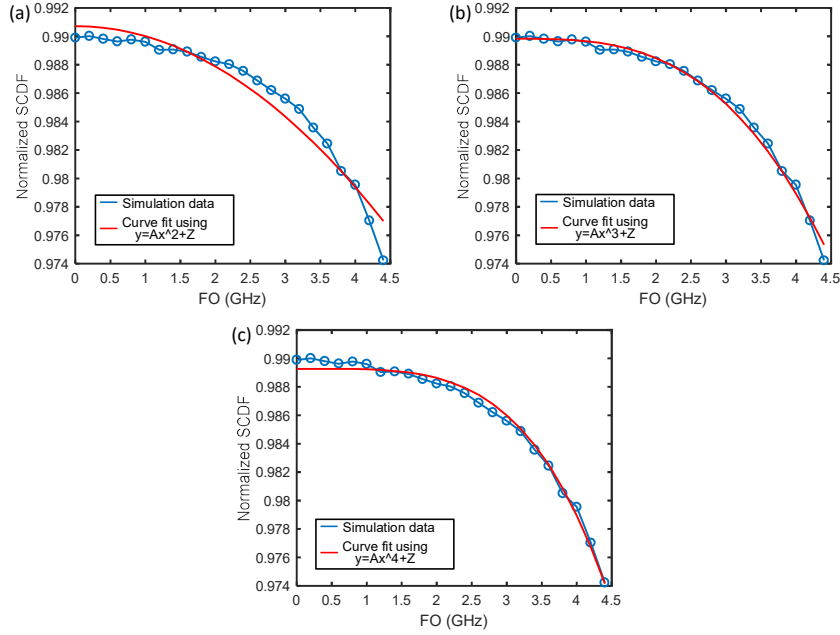 (a)
0.992
0.99
0.988
0.986
0.984
0.982
0.98
0.978
0.976
0.974
Normalized SCDF
Simulation data
Curve fit using
y=Ax^2+Z
0 0.5 1 1.5 2 2.5 3 3.5 4 4.5
FO (GHz)
(b)
0.992
0.99
0.988
0.986
0.984
0.982
0.98
0.978
0.976
0.974
Normalized SCDF
Simulation data
Curve fit using
y=Ax^3+Z
0 0.5 1 1.5 2 2.5 3 3.5 4 4.5
FO (GHz)
(c)
0.992
0.99
0.988
0.986
0.984
0.982
0.98
0.978
0.976
0.974
Normalized SCDF
Simulation data
Curve fit using
y=Ax^4+Z
0 0.5 1 1.5 2 2.5 3 3.5 4 4.5
FO (GHz)